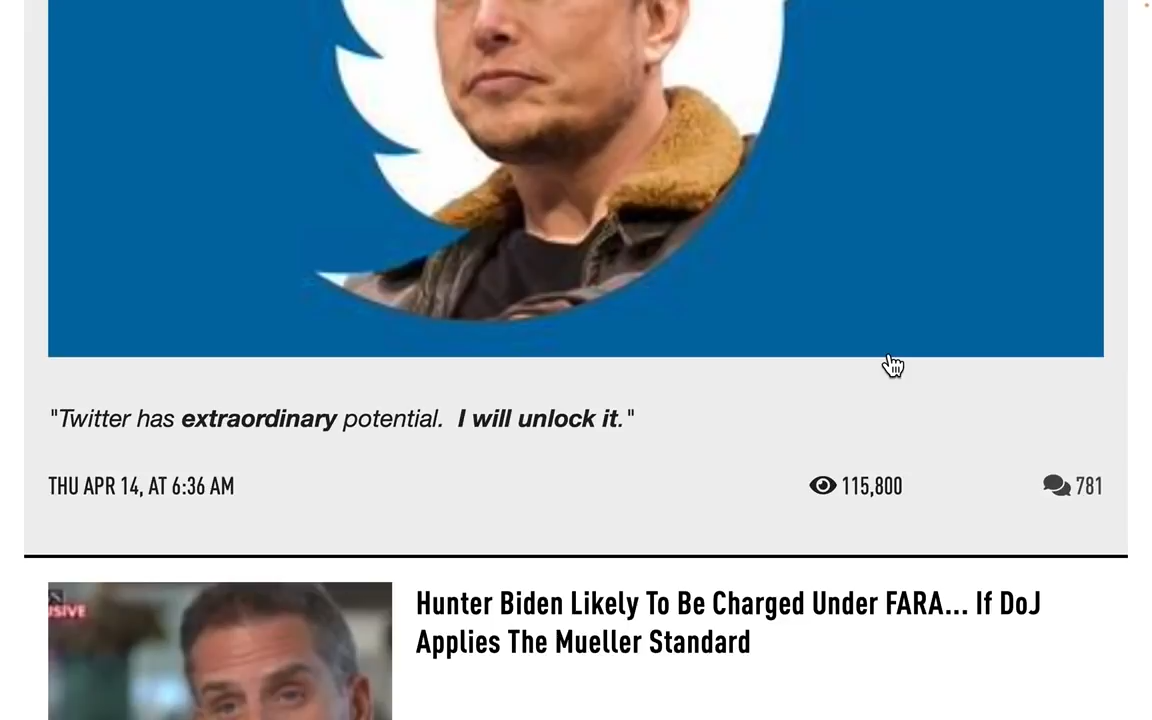 "Twitter has extraordinary potential.  I will unlock it."
THU APR 14, AT 6:36 AM
115,800
781
SIVE
Hunter Biden Likely To Be Charged Under FARA... If DoJ
Applies The Mueller Standard